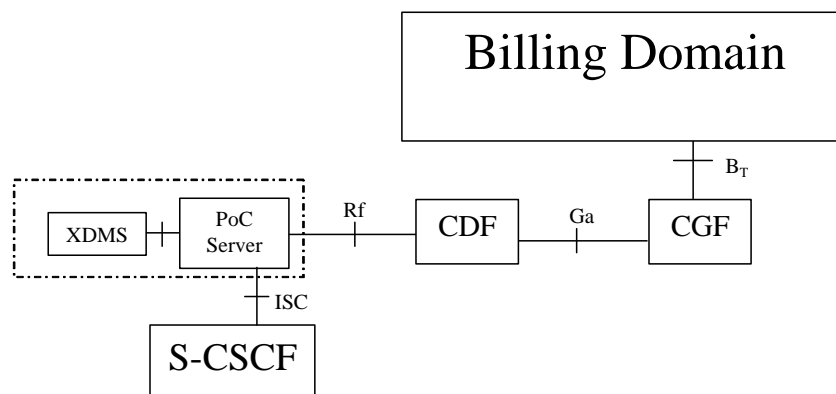 Billing Domain
B_T
Rf
Ga
XDMS
PoC
Server
CDF
CGF
ISC
S-CSCF